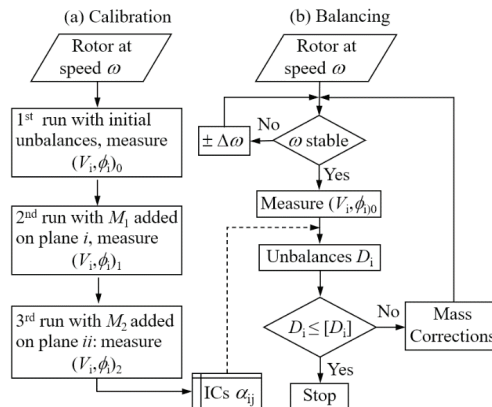 (a) Calibration
Rotor at
speed ω
1st run with initial
unbalances, measure
(Vi,ϕi)0
2nd run with M1 added
on plane i, measure
(Vi,ϕi)1
3rd run with M2 added
on plane ii: measure
(Vi,ϕi)2
ICs αij
(b) Balancing
Rotor at
speed ω
No
± Δω
ω stable
Yes
Measure (Vi,ϕi)0
Unbalances Di
Di ≤ [Di]
No
Mass
Corrections
Yes
Stop